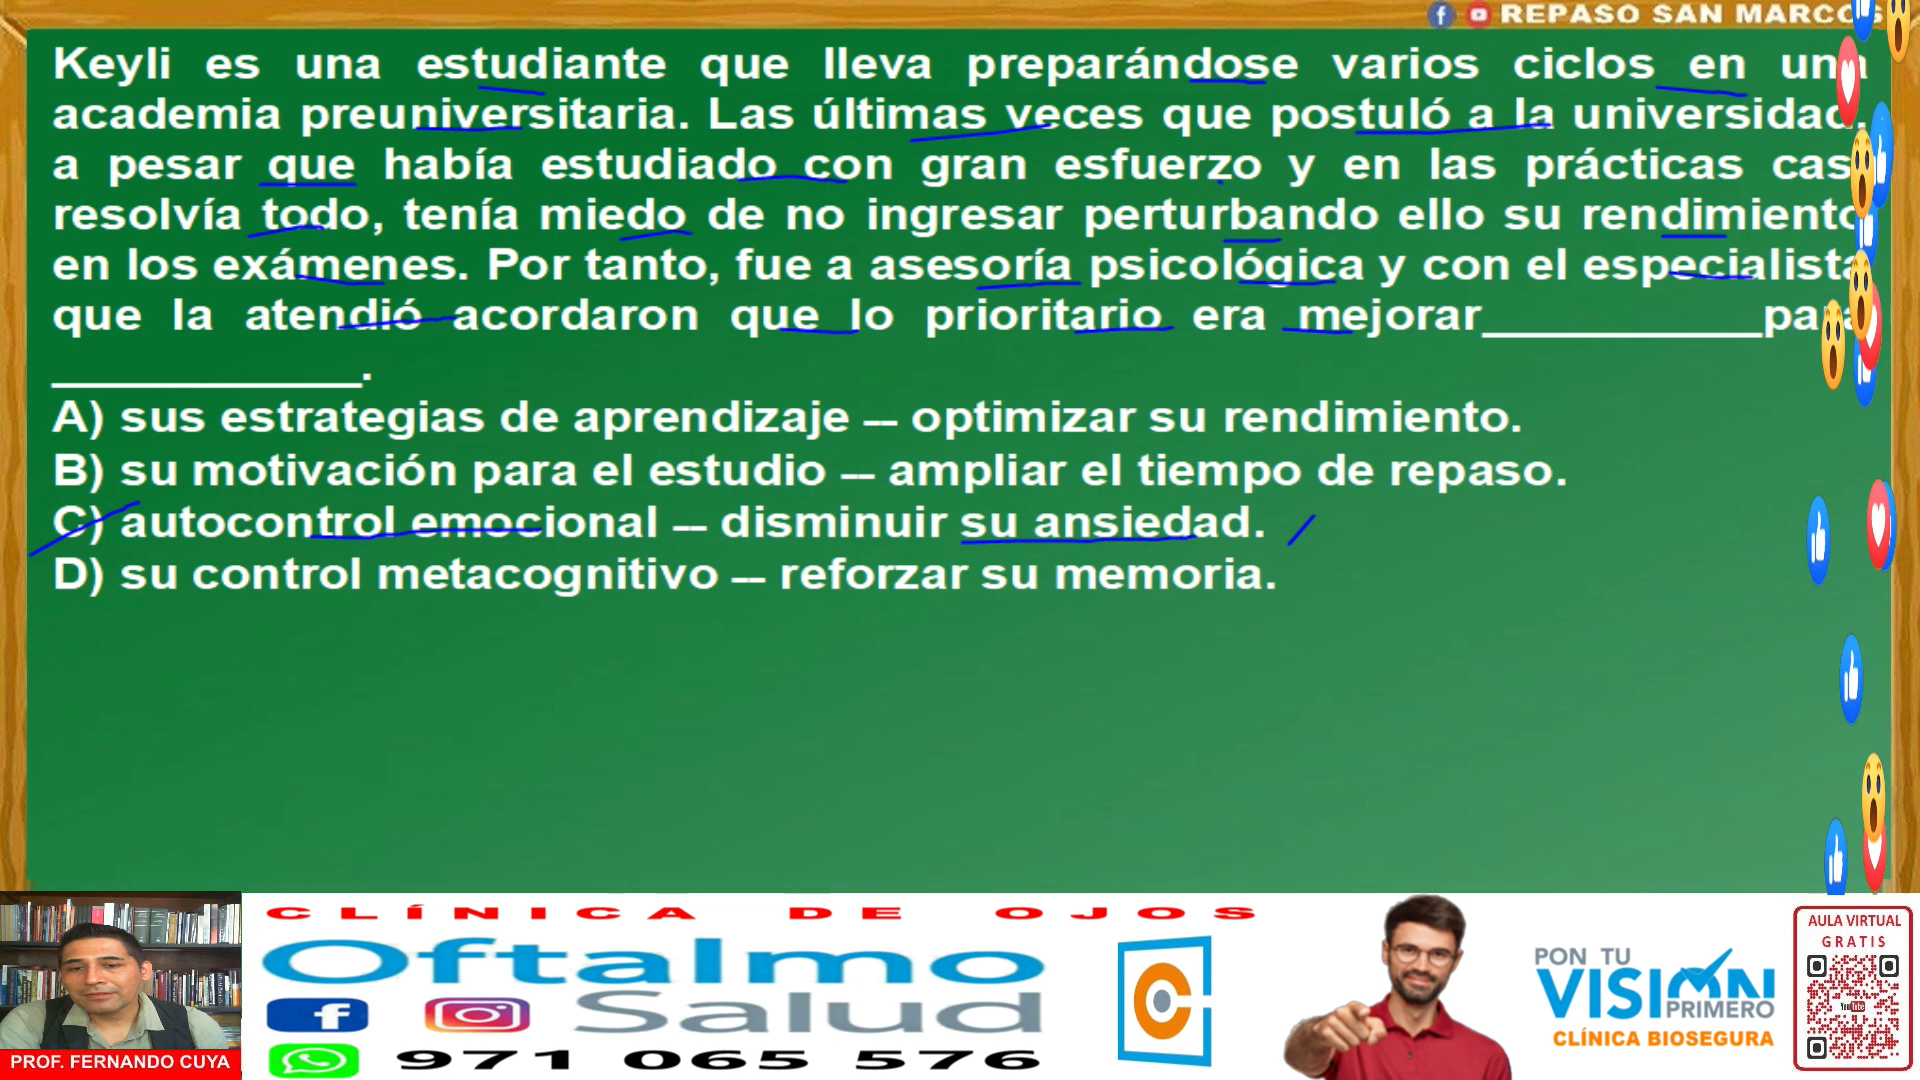 REPASO SAN MARCOS
Keyli es una estudiante que lleva preparándose varios ciclos en una
academia preuniversitaria. Las últimas veces que postuló a la universidad,
a pesar que había estudiado con gran esfuerzo y en las prácticas casi
resolvía todo, tenía miedo de no ingresar perturbando ello su rendimiento
en los exámenes. Por tanto, fue a asesoría psicológica y con el especialista
que la atendió acordaron que lo prioritario era mejorar____________para
_____________.
A) sus estrategias de aprendizaje -- optimizar su rendimiento.
B) su motivación para el estudio -- ampliar el tiempo de repaso.
C) autocontrol emocional -- disminuir su ansiedad.
D) su control metacognitivo -- reforzar su memoria.
PROF. FERNANDO CUYA
CLÍNICA DE OJOS
Oftalmo
Salud
971 065 576
PON TU
VISIÓN
PRIMERO
CLÍNICA BIOSEGURA
AULA VIRTUAL
GRATIS
YouTube